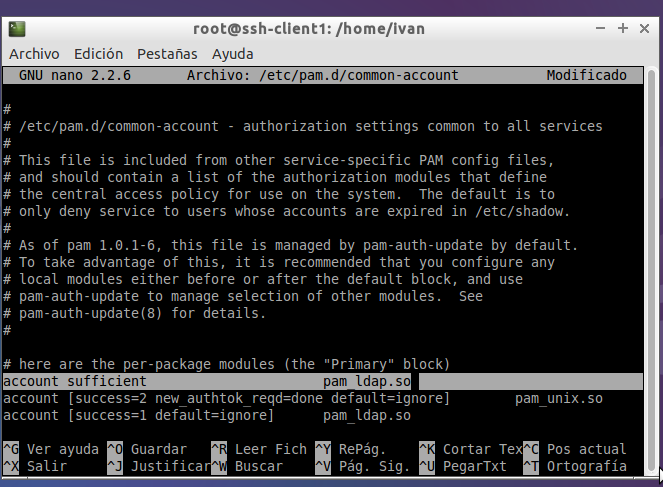 root@ssh-client1: /home/ivan
Archivo Edición Pestañas Ayuda
GNU nano 2.2.6 Archivo: /etc/pam.d/common-account Modificado
#
# /etc/pam.d/common-account - authorization settings common to all services
#
# This file is included from other service-specific PAM config files,
# and should contain a list of the authorization modules that define
# the central access policy for use on the system. The default is to
# only deny service to users whose accounts are expired in /etc/shadow.
#
# As of pam 1.0.1-6, this file is managed by pam-auth-update by default.
# To take advantage of this, it is recommended that you configure any
# local modules either before or after the default block, and use
# pam-auth-update to manage selection of other modules. See
# pam-auth-update(8) for details.
#
# here are the per-package modules (the "Primary" block)
account sufficient pam_ldap.so
account [success=2 new_authtok_reqd=done default=ignore] pam_unix.so
account [success=1 default=ignore] pam_ldap.so
^G Ver ayuda ^O Guardar ^R Leer Fich ^Y RePág. ^K Cortar Tex ^C Pos actual
^X Salir ^J Justificar ^W Buscar ^V Pág. Sig. ^U PegarTxt ^T Ortografía